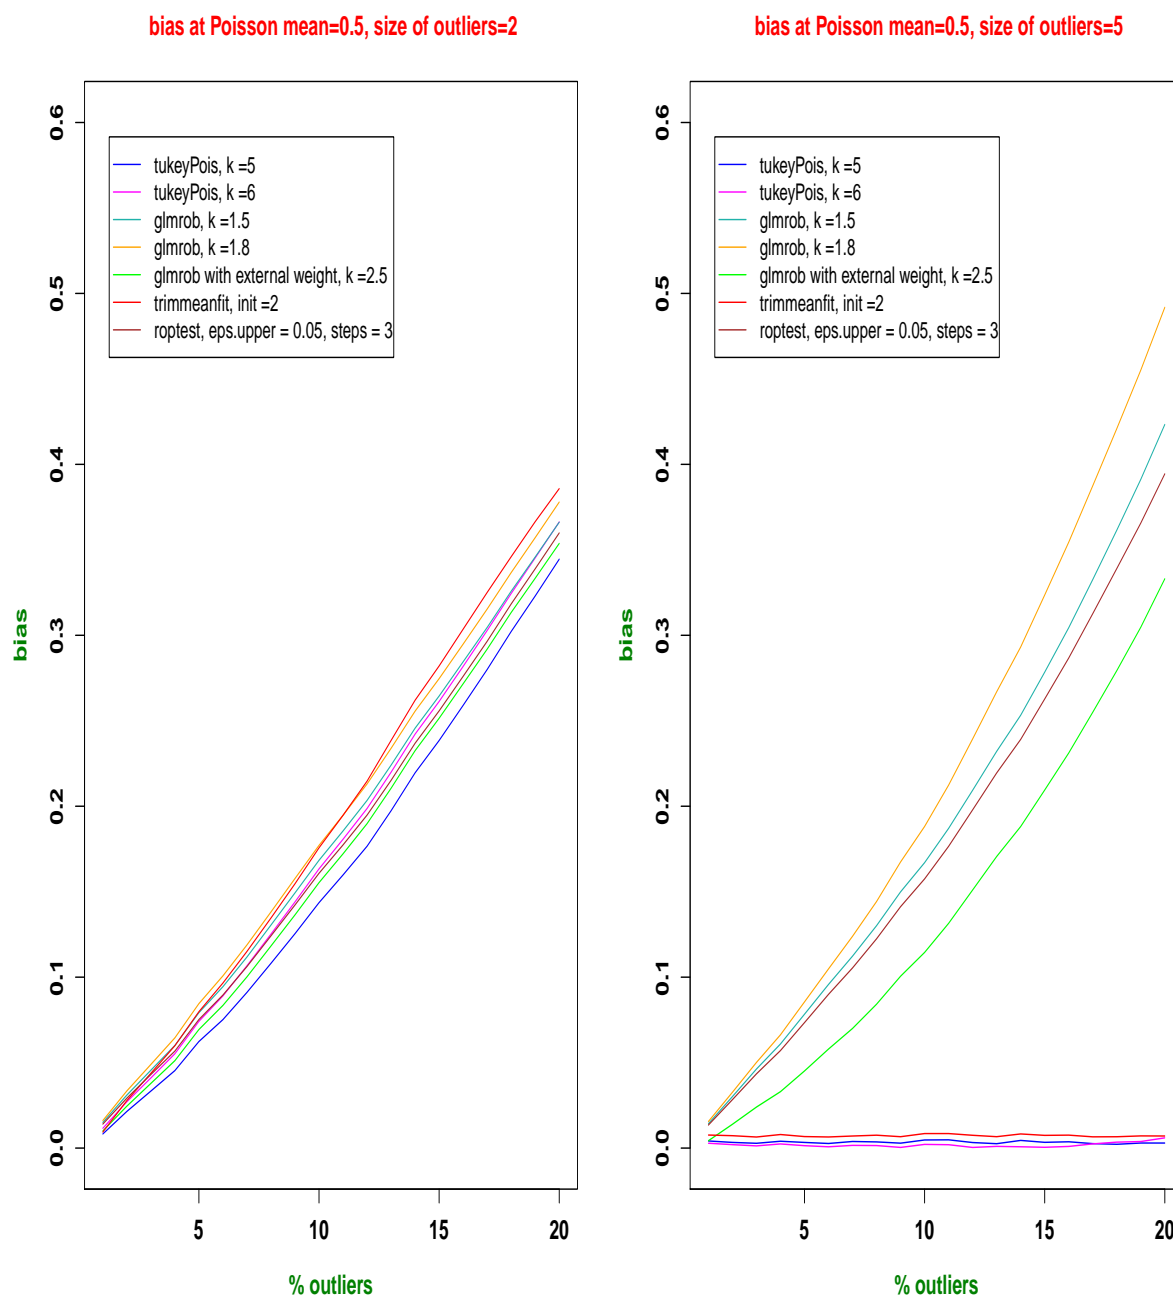 bias at Poisson mean=0.5, size of outliers=2
0.6
0.5
0.4
0.3
0.2
0.1
0.0
bias
tukeyPois, k =5
tukeyPois, k =6
glmrob, k =1.5
glmrob, k =1.8
glmrob with external weight, k =2.5
trimmeanfit, init =2
roptest, eps.upper = 0.05, steps = 3
5 10 15 20
% outliers
bias at Poisson mean=0.5, size of outliers=5
0.6
0.5
0.4
0.3
0.2
0.1
0.0
bias
tukeyPois, k =5
tukeyPois, k =6
glmrob, k =1.5
glmrob, k =1.8
glmrob with external weight, k =2.5
trimmeanfit, init =2
roptest, eps.upper = 0.05, steps = 3
5 10 15 20
% outliers